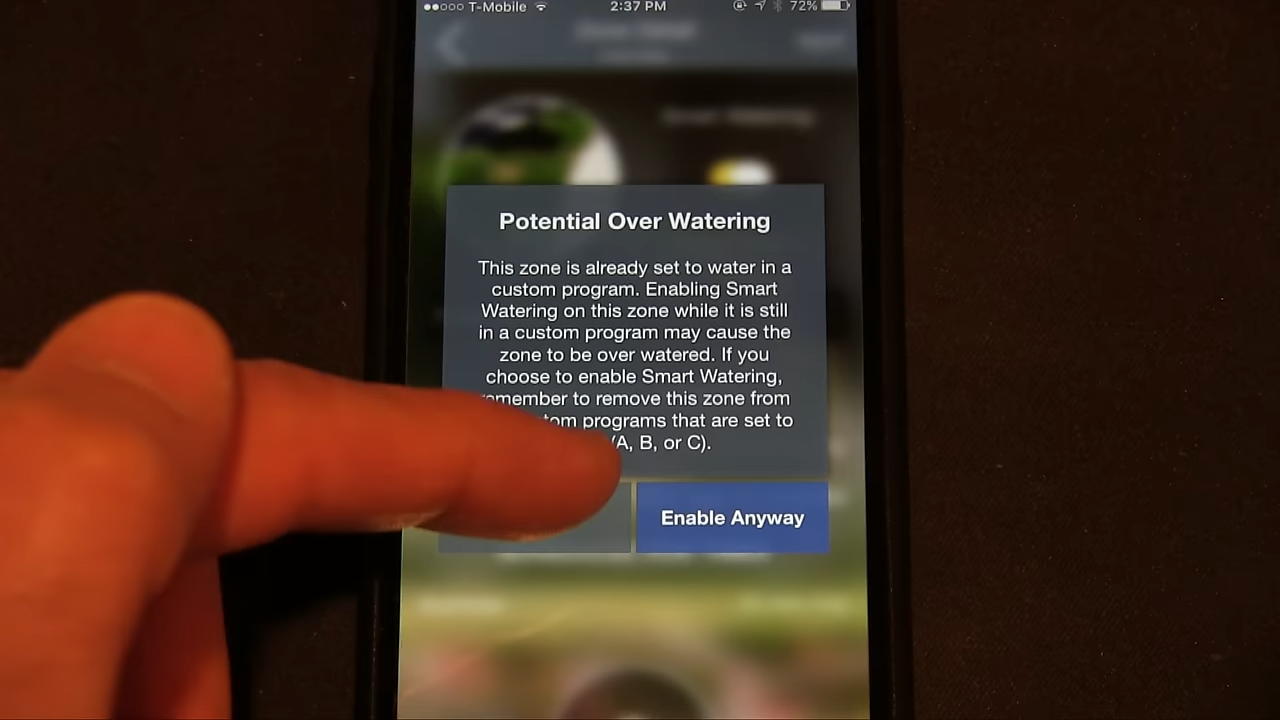 T-Mobile 2:37 PM 72%
Potential Over Watering
This zone is already set to water in a
custom program. Enabling Smart
Watering on this zone while it is still
in a custom program may cause the
zone to be over watered. If you
choose to enable Smart Watering,
remember to remove this zone from
programs that are set to
(A, B, or C).
Enable Anyway